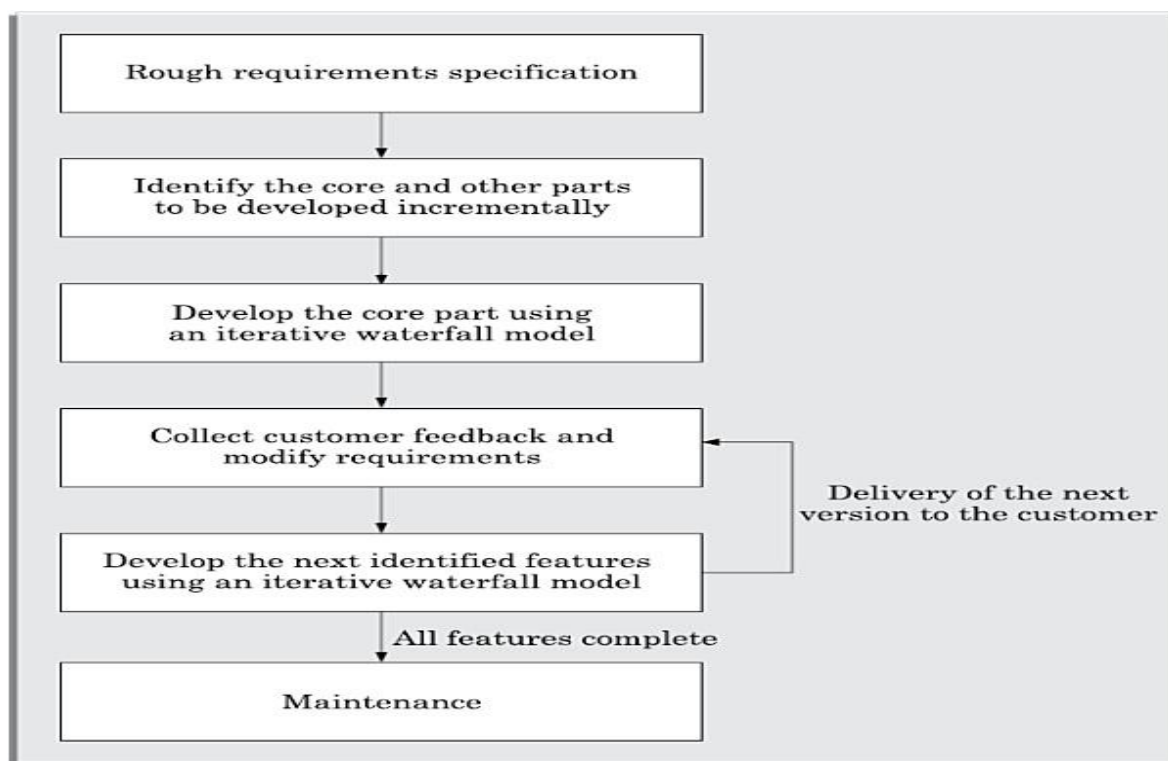 Rough requirements specification
Identify the core and other parts
to be developed incrementally
Develop the core part using
an iterative waterfall model
Collect customer feedback and
modify requirements
Delivery of the next
version to the customer
Develop the next identified features
using an iterative waterfall model
All features complete
Maintenance